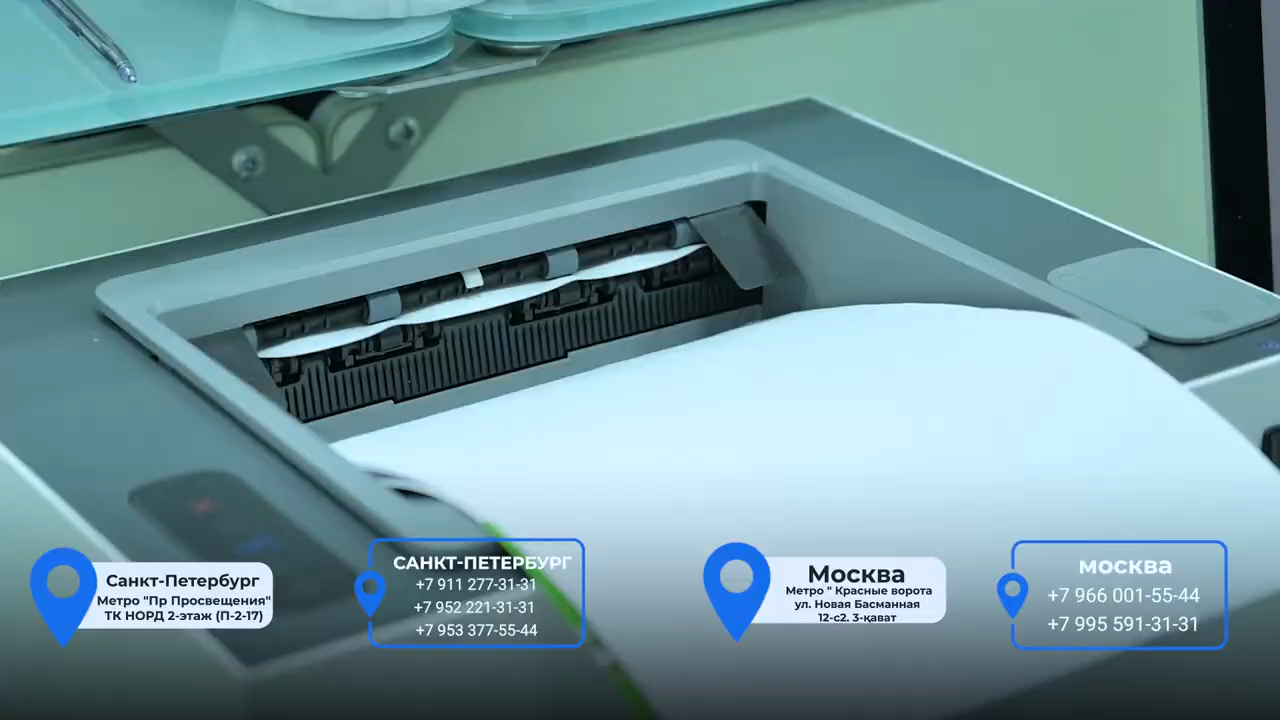 Санкт-Петербург
Метро "Пр Просвещения"
ТК НОРД 2-этаж (П-2-17)
САНКТ-ПЕТЕРБУРГ
+7 911 277-31-31
+7 952 221-31-31
+7 953 377-55-44
Москва
Метро " Красные ворота
ул. Новая Басманная
12-с2. 3-қават
москва
+7 966 001-55-44
+7 995 591-31-31